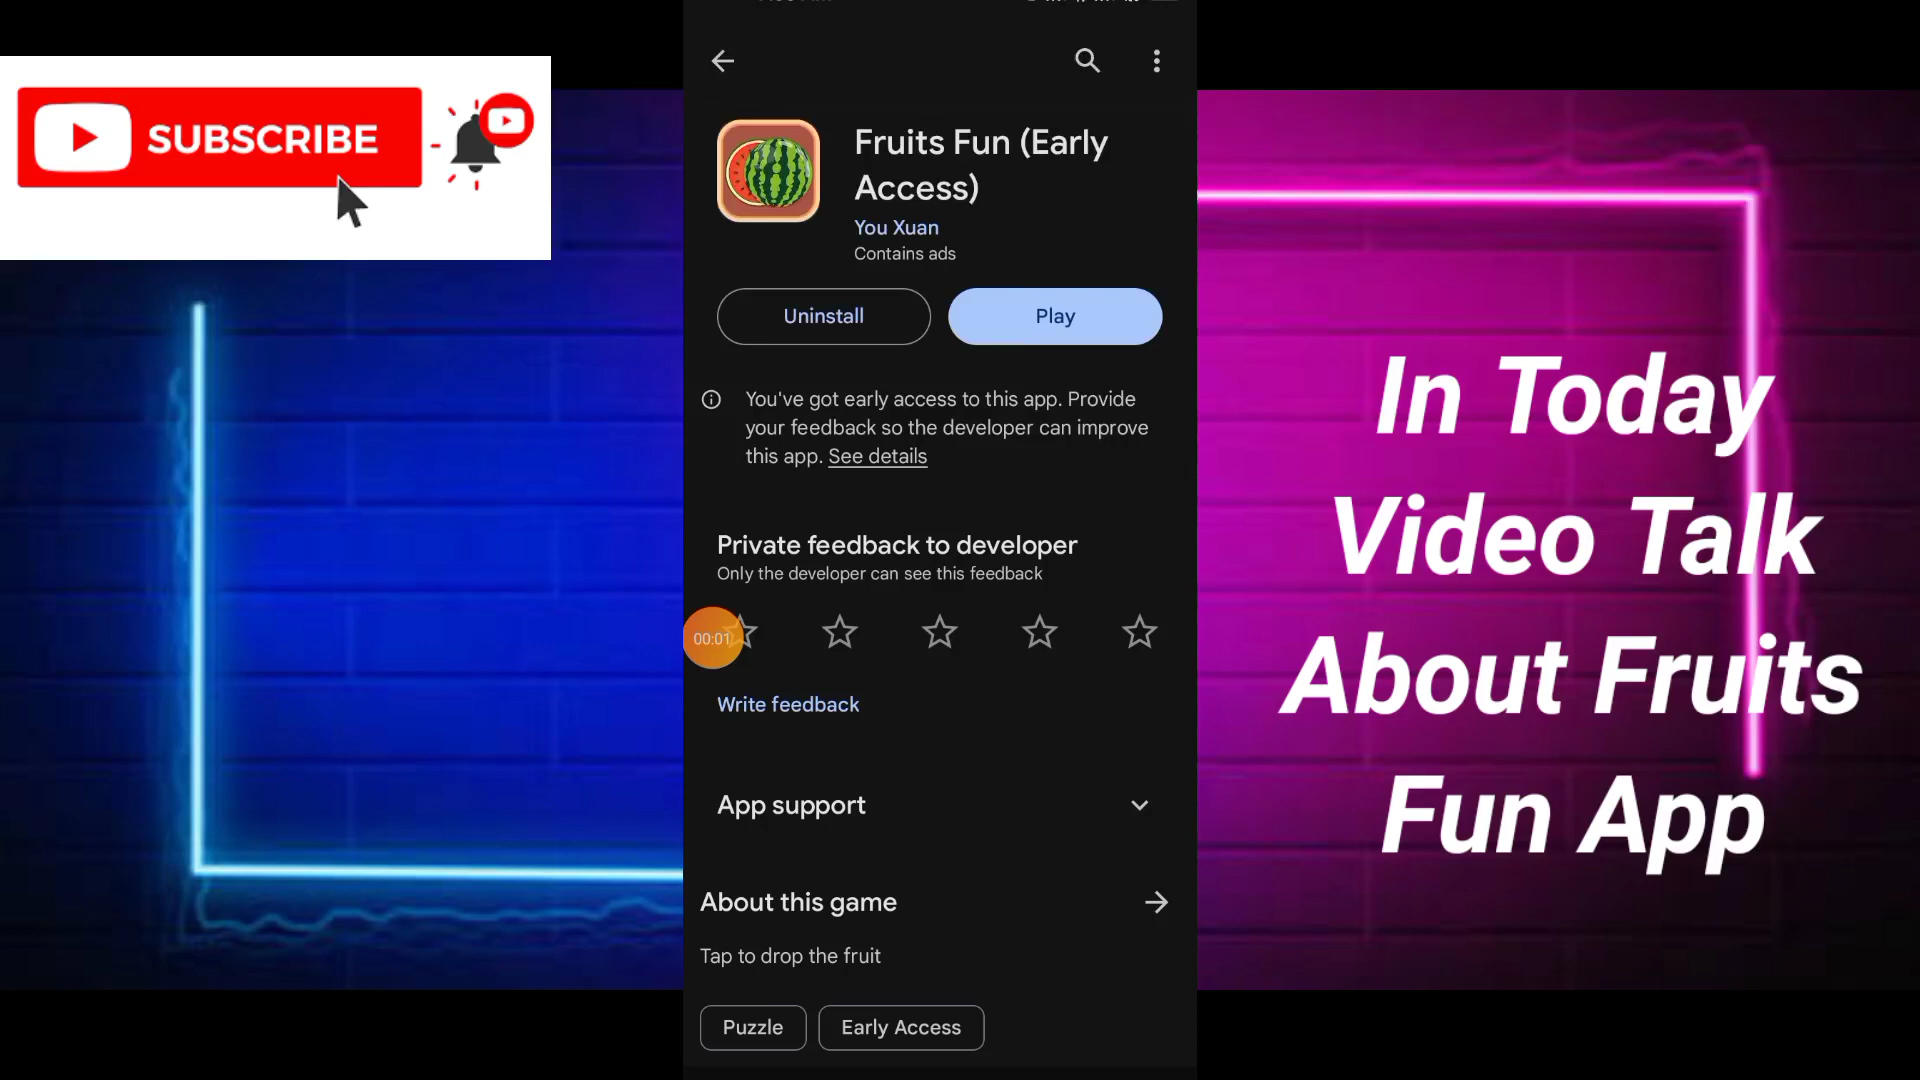 SUBSCRIBE
Fruits Fun (Early
Access)
You Xuan
Contains ads
Uninstall
Play
You've got early access to this app. Provide
your feedback so the developer can improve
this app. See details
Private feedback to developer
Only the developer can see this feedback
00:01
Write feedback
App support
About this game
Tap to drop the fruit
Puzzle
Early Access
In Today
Video Talk
About Fruits
Fun App